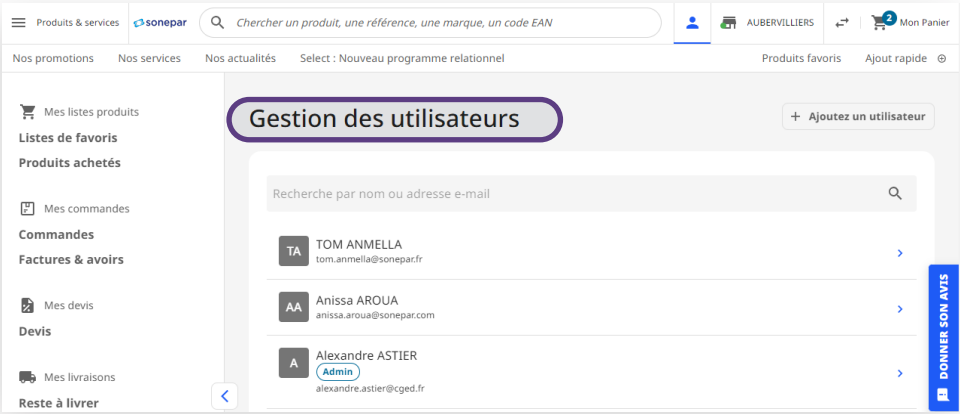 Produits & services
sonepar
Chercher un produit, une référence, une marque, un code EAN
AUBERVILLIERS
2
Mon Panier
Nos promotions
Nos services
Nos actualités
Select : Nouveau programme relationnel
Produits favoris
Ajout rapide
Mes listes produits
Listes de favoris
Produits achetés
Mes commandes
Commandes
Factures & avoirs
Mes devis
Devis
Mes livraisons
Reste à livrer
Gestion des utilisateurs
+ Ajoutez un utilisateur
Recherche par nom ou adresse e-mail
TA
TOM ANMELLA
tom.anmella@sonepar.fr
AA
Anissa AROUA
anissa.aroua@sonepar.com
A
Alexandre ASTIER
Admin
alexandre.astier@cged.fr
DONNER SON AVIS